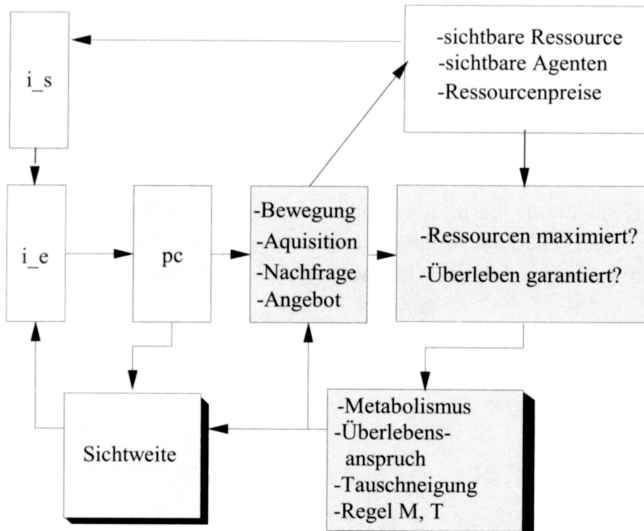 -sichtbare Ressource
-sichtbare Agenten
-Ressourcenpreise
i_s
i_e
pc
-Bewegung
-Aquisition
-Nachfrage
-Angebot
-Ressourcen maximiert?
-Überleben garantiert?
Sichtweite
-Metabolismus
-Überlebens-
anspruch
-Tauschneigung
-Regel M, T